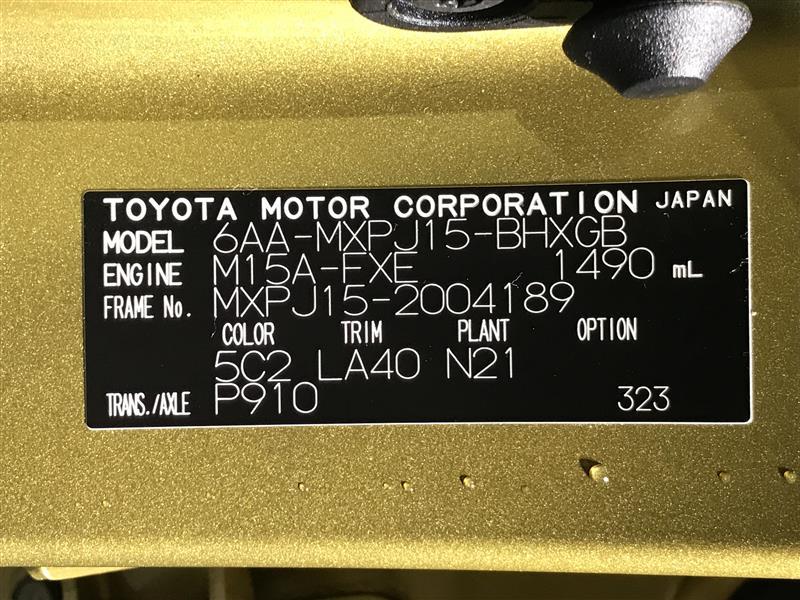 TOYOTA MOTOR CORPORATION JAPAN
MODEL 6AA-MXPJ15-BHXGB
ENGINE M15A-FXE 1490 mL
FRAME No. MXPJ15-2004189
COLOR TRIM PLANT OPTION
5C2 LA40 N21
TRANS./AXLE P910 323